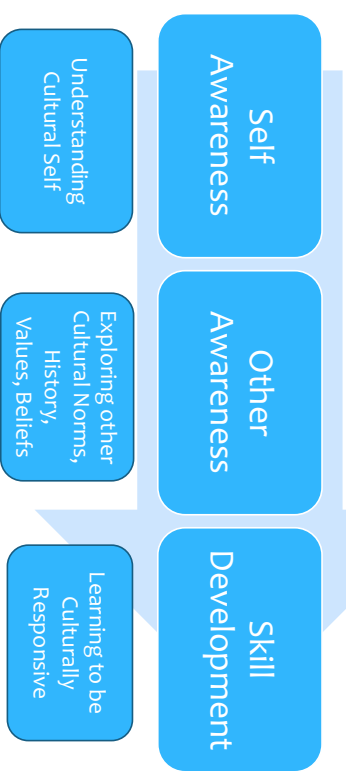 Self
Awareness
Other
Awareness
Skill
Development
Understanding
Cultural Self
Exploring other
Cultural Norms,
History,
Values, Beliefs
Learning to be
Culturally
Responsive